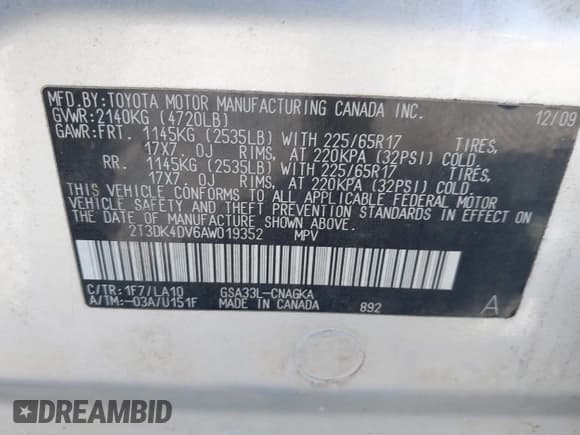 MFD.BY:TOYOTA MOTOR MANUFACTURING CANADA INC. 12/09
GVWR:2140KG (4720LB)
GAWR:FRT. 1145KG (2535LB) WITH 225/65R17 TIRES,
17X7.0J RIMS, AT 220KPA (32PSI) COLD.
RR. 1145KG (2535LB) WITH 225/65R17 TIRES,
17X7.0J RIMS, AT 220KPA (32PSI) COLD.
THIS VEHICLE CONFORMS TO ALL APPLICABLE FEDERAL MOTOR
VEHICLE SAFETY AND THEFT PREVENTION STANDARDS IN EFFECT ON
THE DATE OF MANUFACTURE SHOWN ABOVE.
2T3DK4DV6AW019352 MPV
C/TR:1F7/LA10 GSA33L-CNAGKA
A/TM:-03A/U151F MADE IN CANADA 892 A
DREAMBID